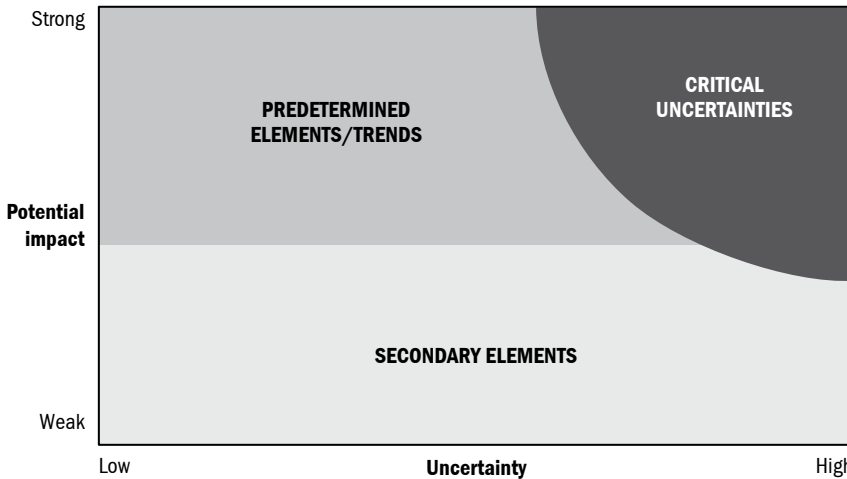 Strong
CRITICAL
UNCERTAINTIES
PREDETERMINED
ELEMENTS/TRENDS
Potential
impact
SECONDARY ELEMENTS
Weak
Low
Uncertainty
High